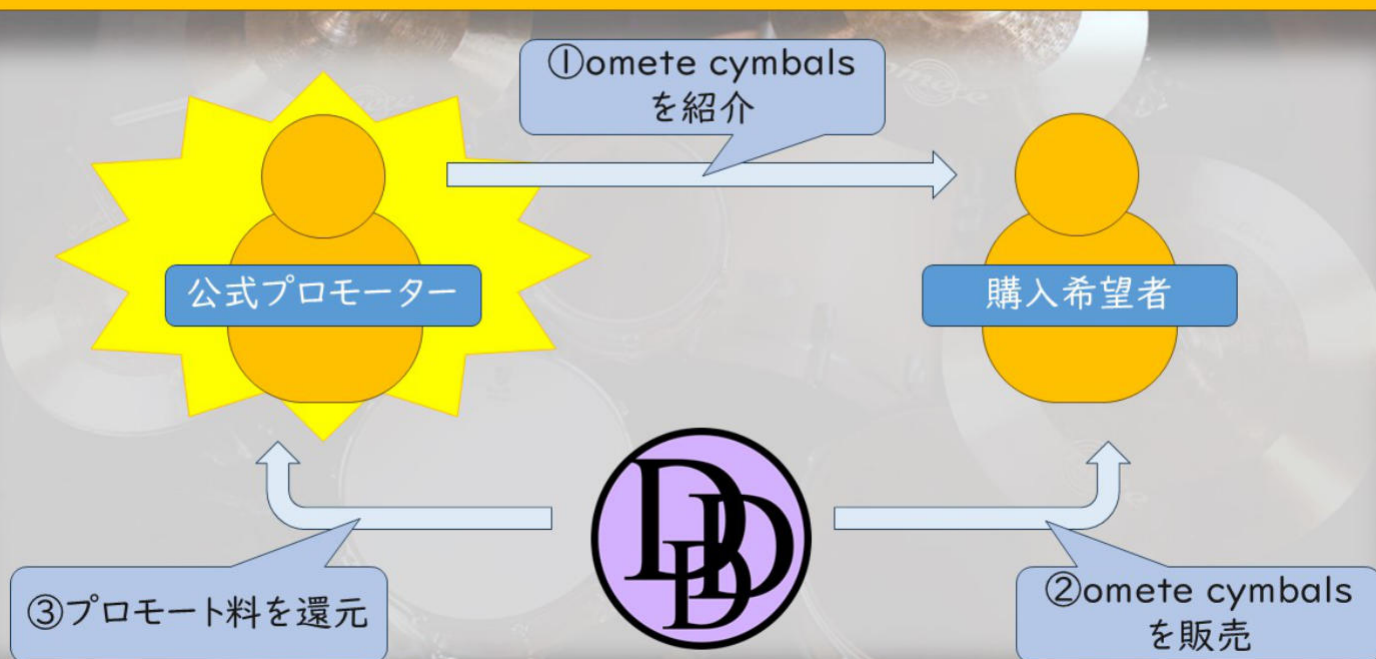 ①omete cymbals
を紹介
公式プロモーター
購入希望者
DDD
③プロモート料を還元
②omete cymbals
を販売